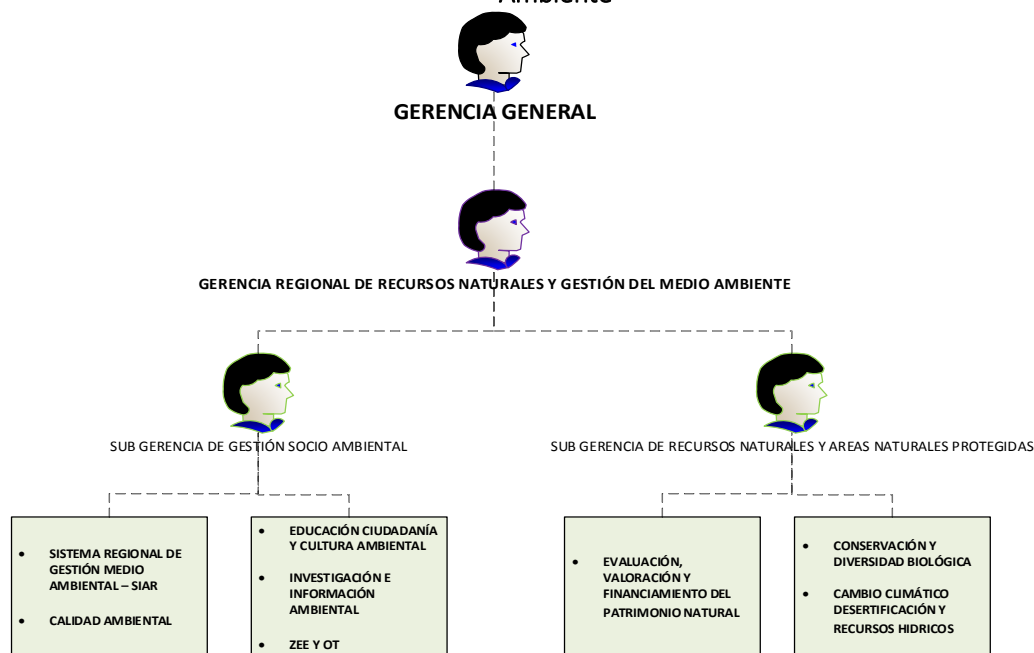 Ambiente
GERENCIA GENERAL
GERENCIA REGIONAL DE RECURSOS NATURALES Y GESTIÓN DEL MEDIO AMBIENTE
SUB GERENCIA DE GESTIÓN SOCIO AMBIENTAL
SUB GERENCIA DE RECURSOS NATURALES Y AREAS NATURALES PROTEGIDAS
• SISTEMA REGIONAL DE
GESTIÓN MEDIO
AMBIENTAL – SIAR
• CALIDAD AMBIENTAL
• EDUCACIÓN CIUDADANÍA
Y CULTURA AMBIENTAL
• INVESTIGACIÓN E
INFORMACIÓN
AMBIENTAL
• ZEE Y OT
• EVALUACIÓN,
VALORACIÓN Y
FINANCIAMIENTO DEL
PATRIMONIO NATURAL
• CONSERVACIÓN Y
DIVERSIDAD BIOLÓGICA
• CAMBIO CLIMÁTICO
DESERTIFICACIÓN Y
RECURSOS HIDRICOS